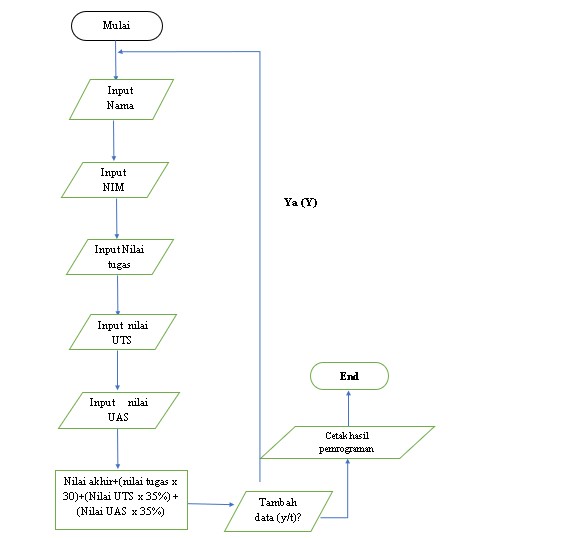 Mulai
Input
Nama
Input
NIM
Ya (Y)
Input Nilai
tugas
Input nilai
UTS
End
Input nilai
UAS
Cetak hasil
pemrograman
Nilai akhir+(nilai tugas x
30)+(Nilai UTS x 35%) +
(Nilai UAS x 35%)
Tambah
data (y/t)?